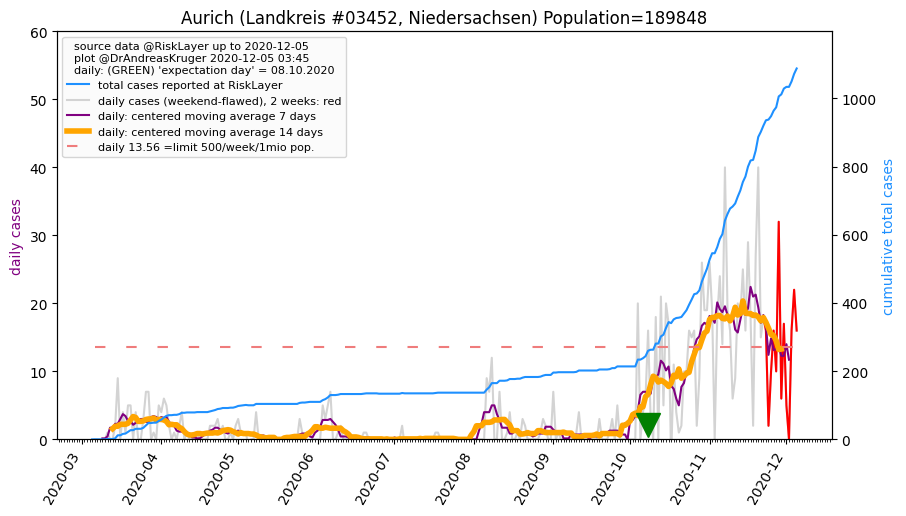 Aurich (Landkreis #03452, Niedersachsen) Population=189848
source data @RiskLayer up to 2020-12-05
plot @DrAndreasKruger 2020-12-05 03:45
daily: (GREEN) 'expectation day' = 08.10.2020
total cases reported at RiskLayer
daily cases (weekend-flawed), 2 weeks: red
daily: centered moving average 7 days
daily: centered moving average 14 days
daily 13.56 =limit 500/week/1mio pop.
daily cases
60
50
40
30
20
10
0
cumulative total cases
1000
800
600
400
200
0
2020-03
2020-04
2020-05
2020-06
2020-07
2020-08
2020-09
2020-10
2020-11
2020-12